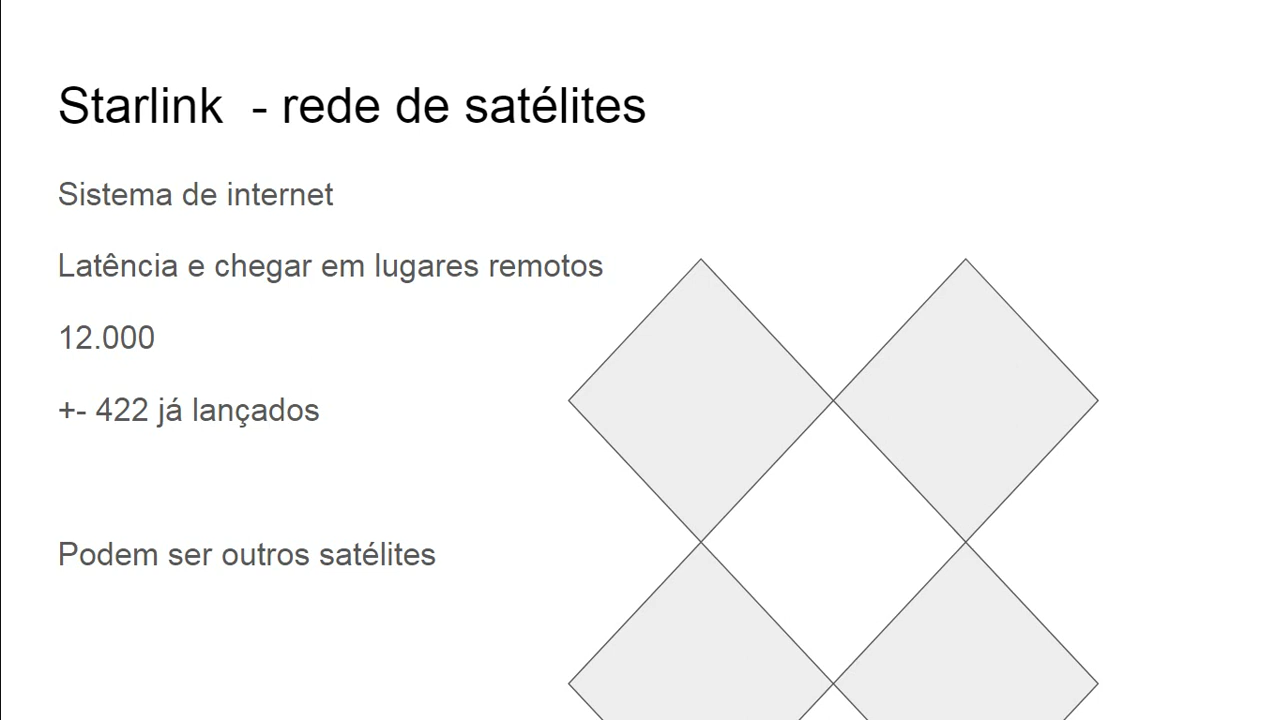 Starlink  - rede de satélites
Sistema de internet
Latência e chegar em lugares remotos
12.000
+- 422 já lançados
Podem ser outros satélites